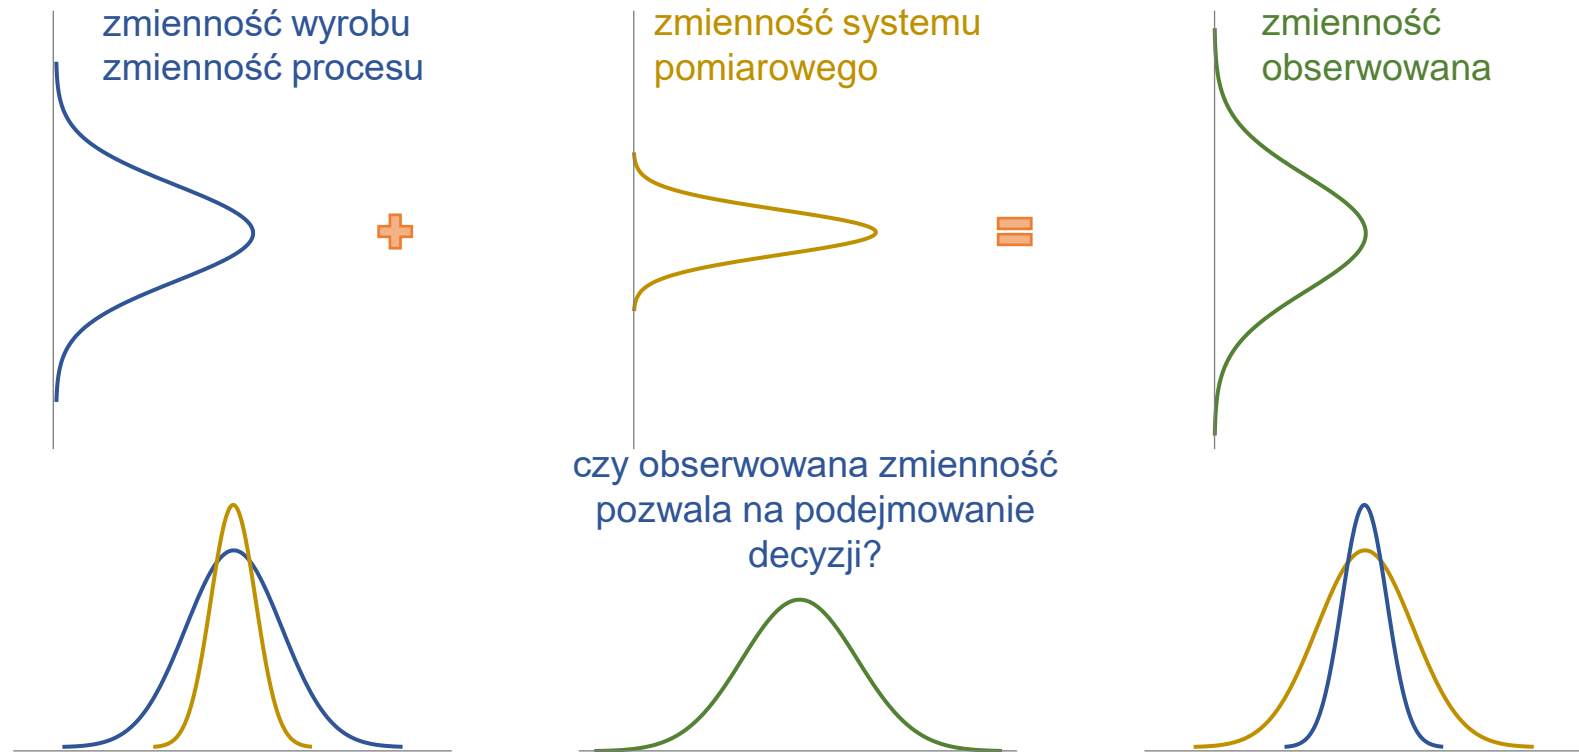 zmienność wyrobu
zmienność procesu
zmienność systemu
pomiarowego
zmienność
obserwowana
czy obserwowana zmienność
pozwala na podejmowanie
decyzji?